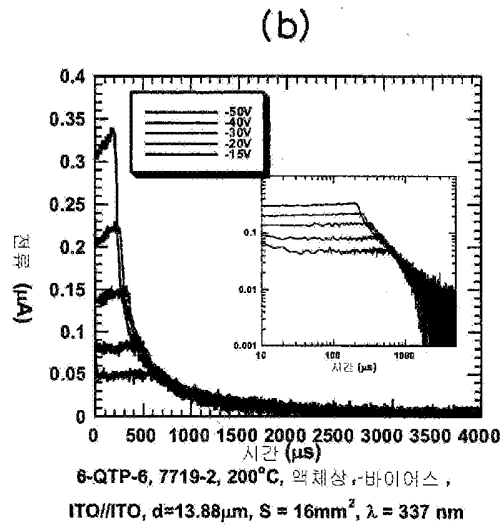 (b)
0.4
0.35
0.3
0.25
0.2
0.15
0.1
0.05
0
전류 (μA)
-50V
-40V
-30V
-20V
-15V
0.1
0.01
0.001
10 100 1000
시간 (μs)
0 500 1000 1500 2000 2500 3000 3500 4000
시간 (μs)
6-QTP-6, 7719-2, 200°C, 액체상,-바이어스,
ITO//ITO, d=13.88μm, S = 16mm², λ = 337 nm